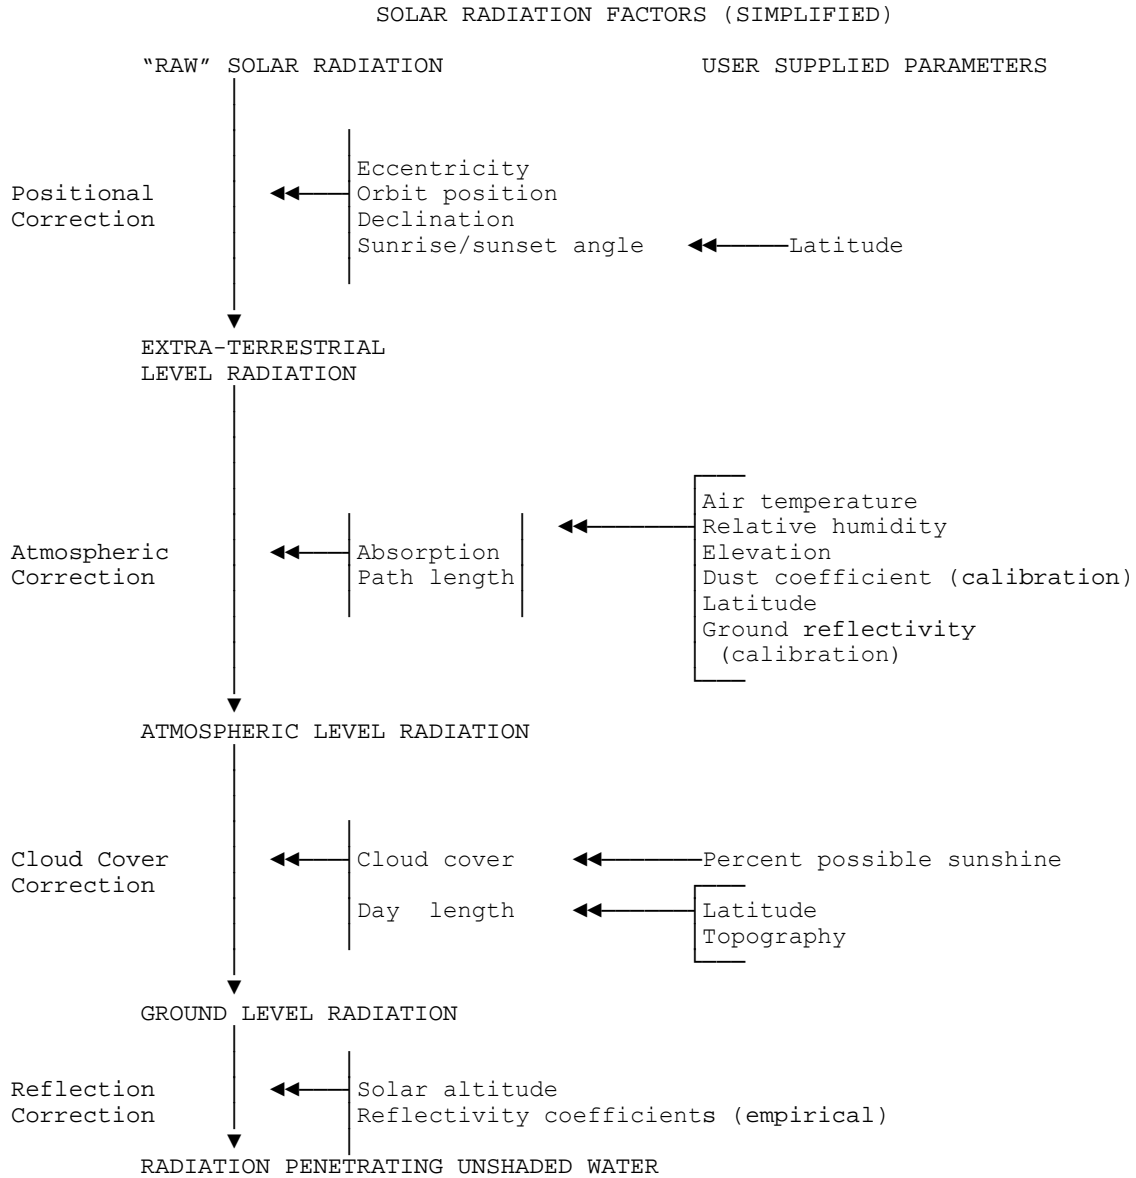 SOLAR RADIATION FACTORS (SIMPLIFIED)
“RAW” SOLAR RADIATION USER SUPPLIED PARAMETERS
Eccentricity
Positional Orbit position
Correction Declination
Sunrise/sunset angle Latitude
EXTRA-TERRESTRIAL
LEVEL RADIATION
Air temperature
Relative humidity
Atmospheric Absorption Elevation
Correction Path length Dust coefficient (calibration)
Latitude
Ground reflectivity
(calibration)
ATMOSPHERIC LEVEL RADIATION
Cloud Cover Cloud cover Percent possible sunshine
Correction
Day length Latitude
Topography
GROUND LEVEL RADIATION
Reflection Solar altitude
Correction Reflectivity coefficients (empirical)
RADIATION PENETRATING UNSHADED WATER